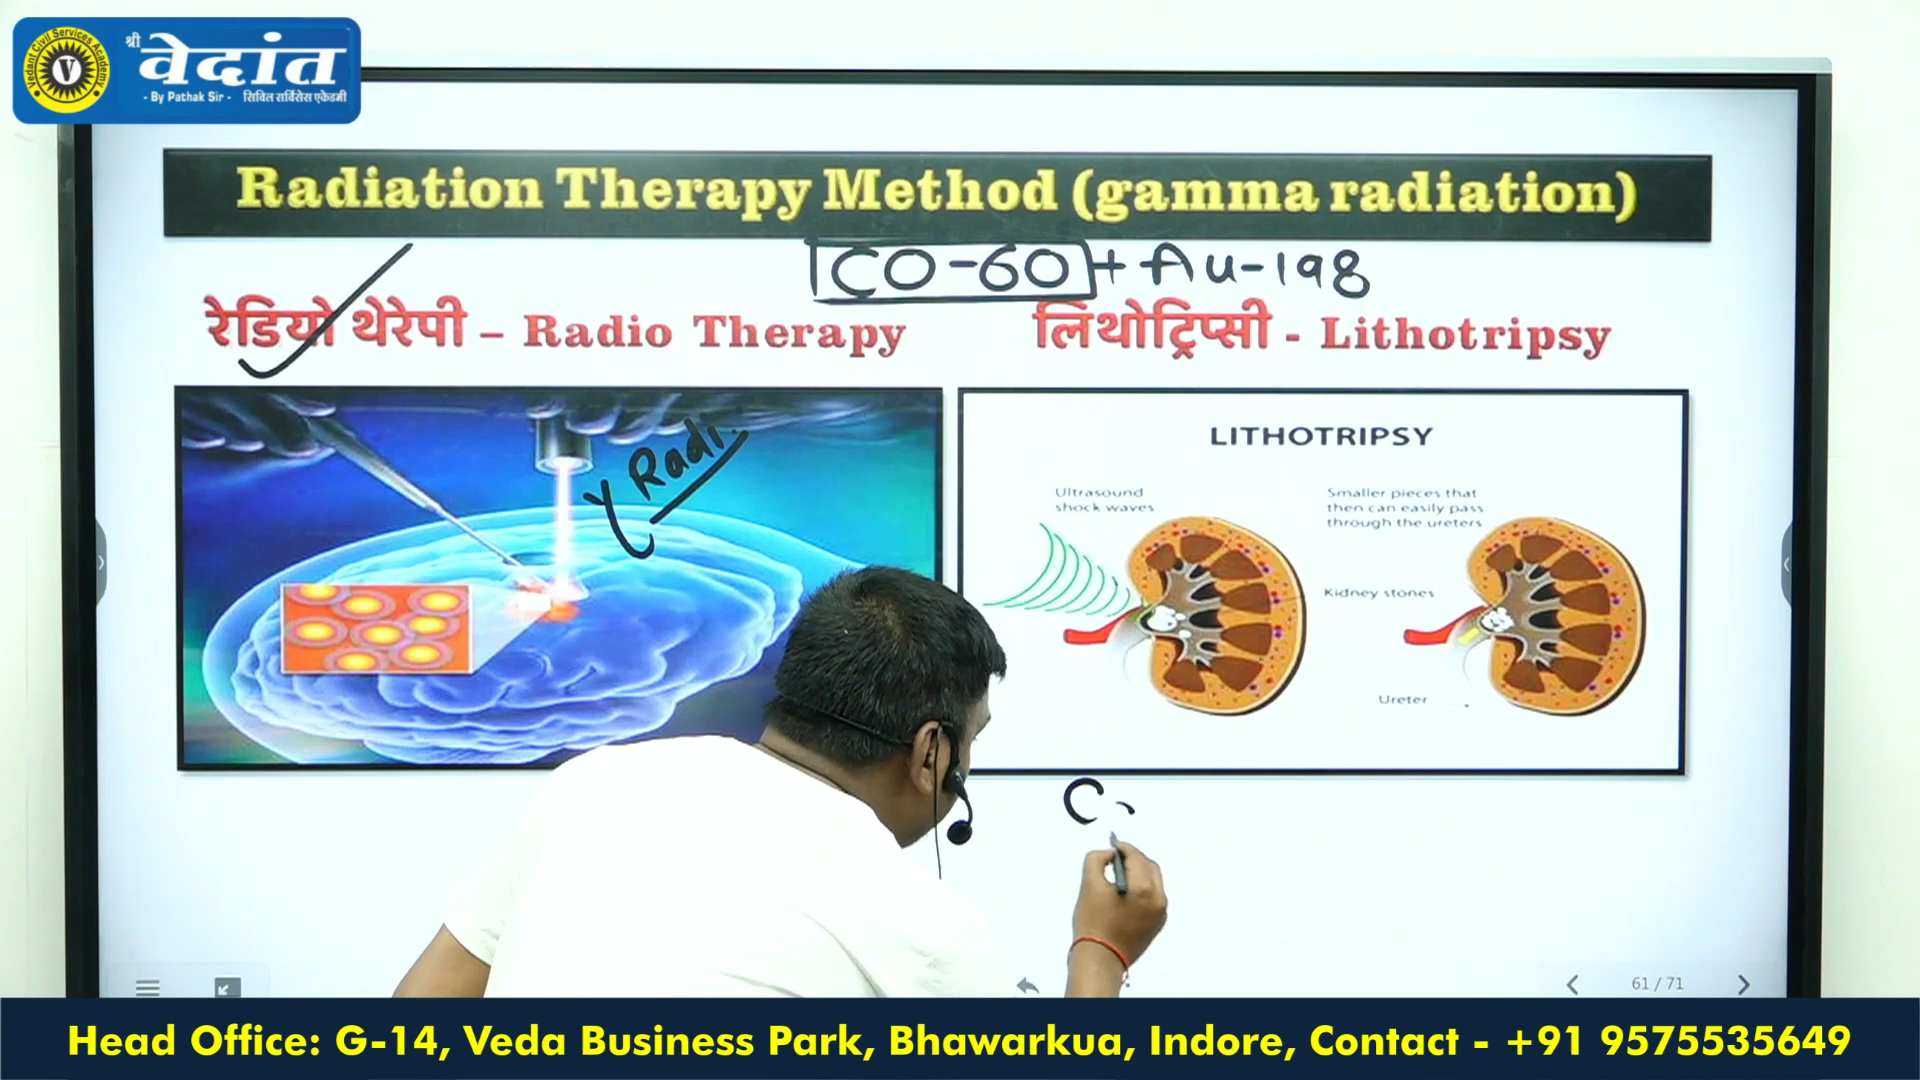 Vedant Civil Services Academy
V
श्री
वेदांत
- By Pathak Sir - सिविल सर्विसेस एकेडमी
Radiation Therapy Method (gamma radiation)
CO-60 + Au-198
रेडियो थेरेपी – Radio Therapy
लिथोट्रिप्सी - Lithotripsy
γ Radi.
LITHOTRIPSY
Ultrasound
shock waves
Smaller pieces that
then can easily pass
through the ureters
Kidney stones
Ureter
C
61 / 71
Head Office: G-14, Veda Business Park, Bhawarkua, Indore, Contact - +91 9575535649